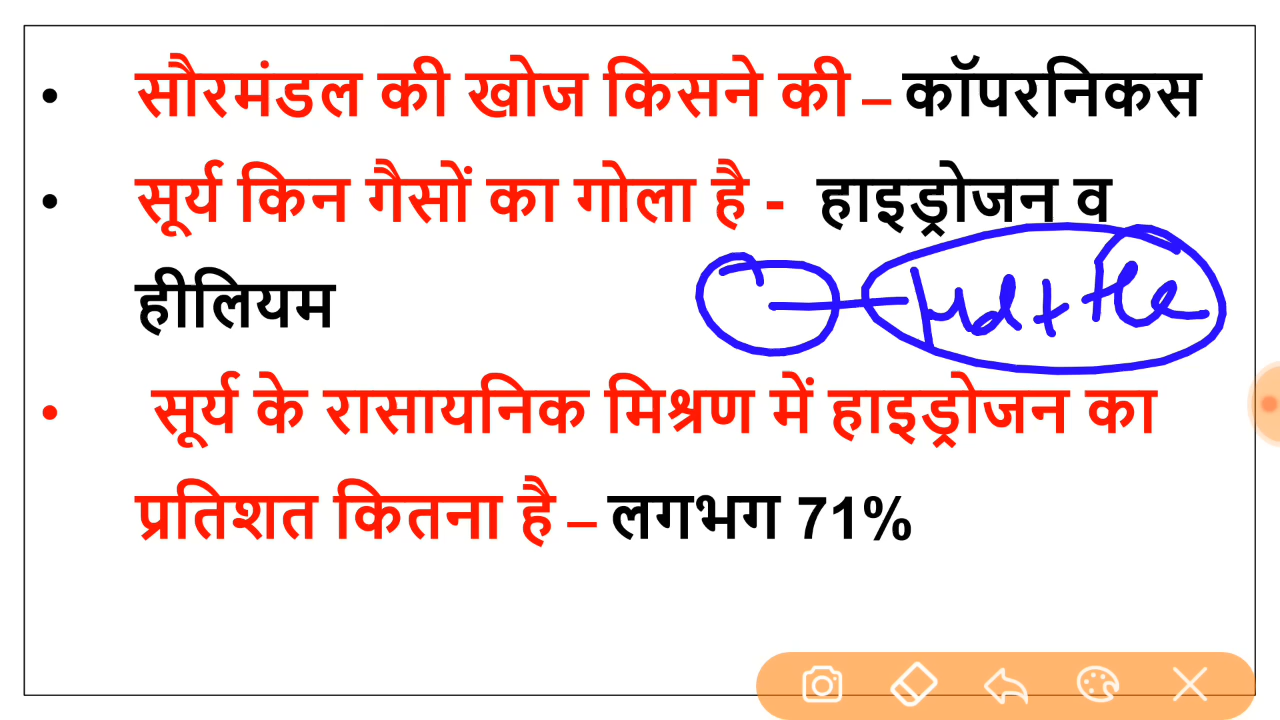 • सौरमंडल की खोज किसने की – कॉपरनिकस
• सूर्य किन गैसों का गोला है - हाइड्रोजन व
हीलियम
• सूर्य के रासायनिक मिश्रण में हाइड्रोजन का
प्रतिशत कितना है – लगभग 71%